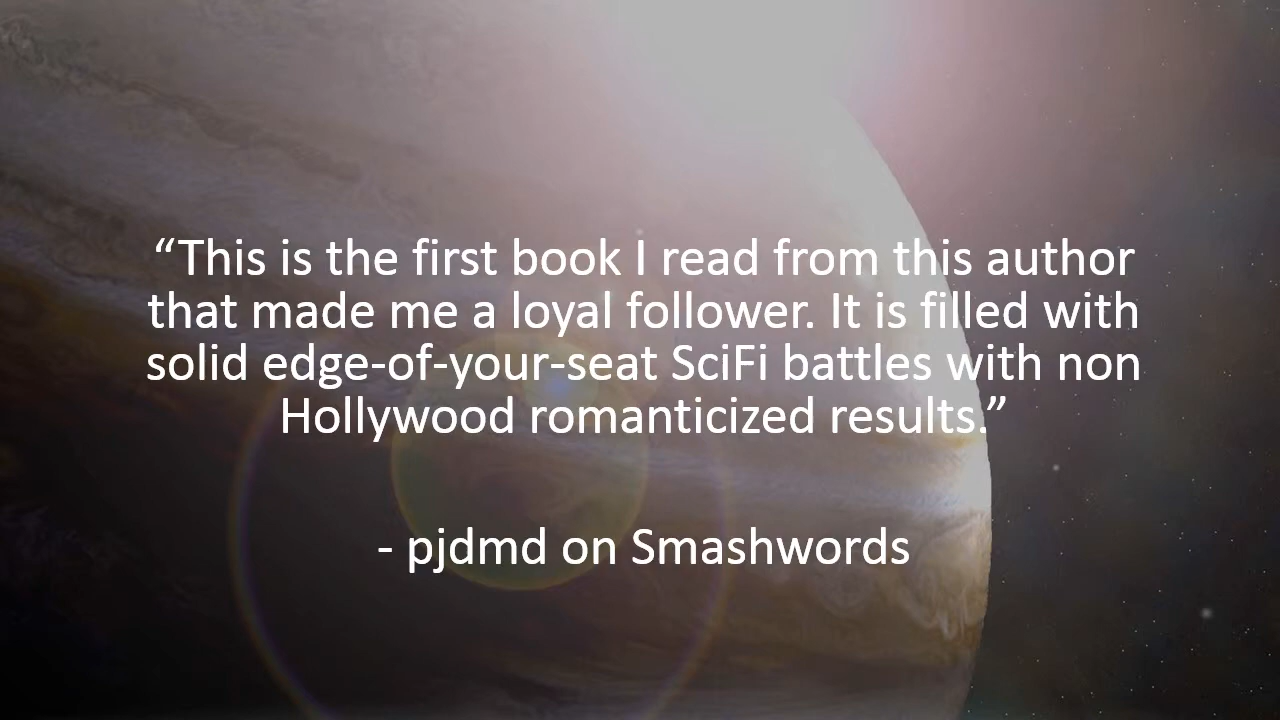 “This is the first book I read from this author
that made me a loyal follower. It is filled with
solid edge-of-your-seat SciFi battles with non
Hollywood romanticized results.”
- pjdmd on Smashwords